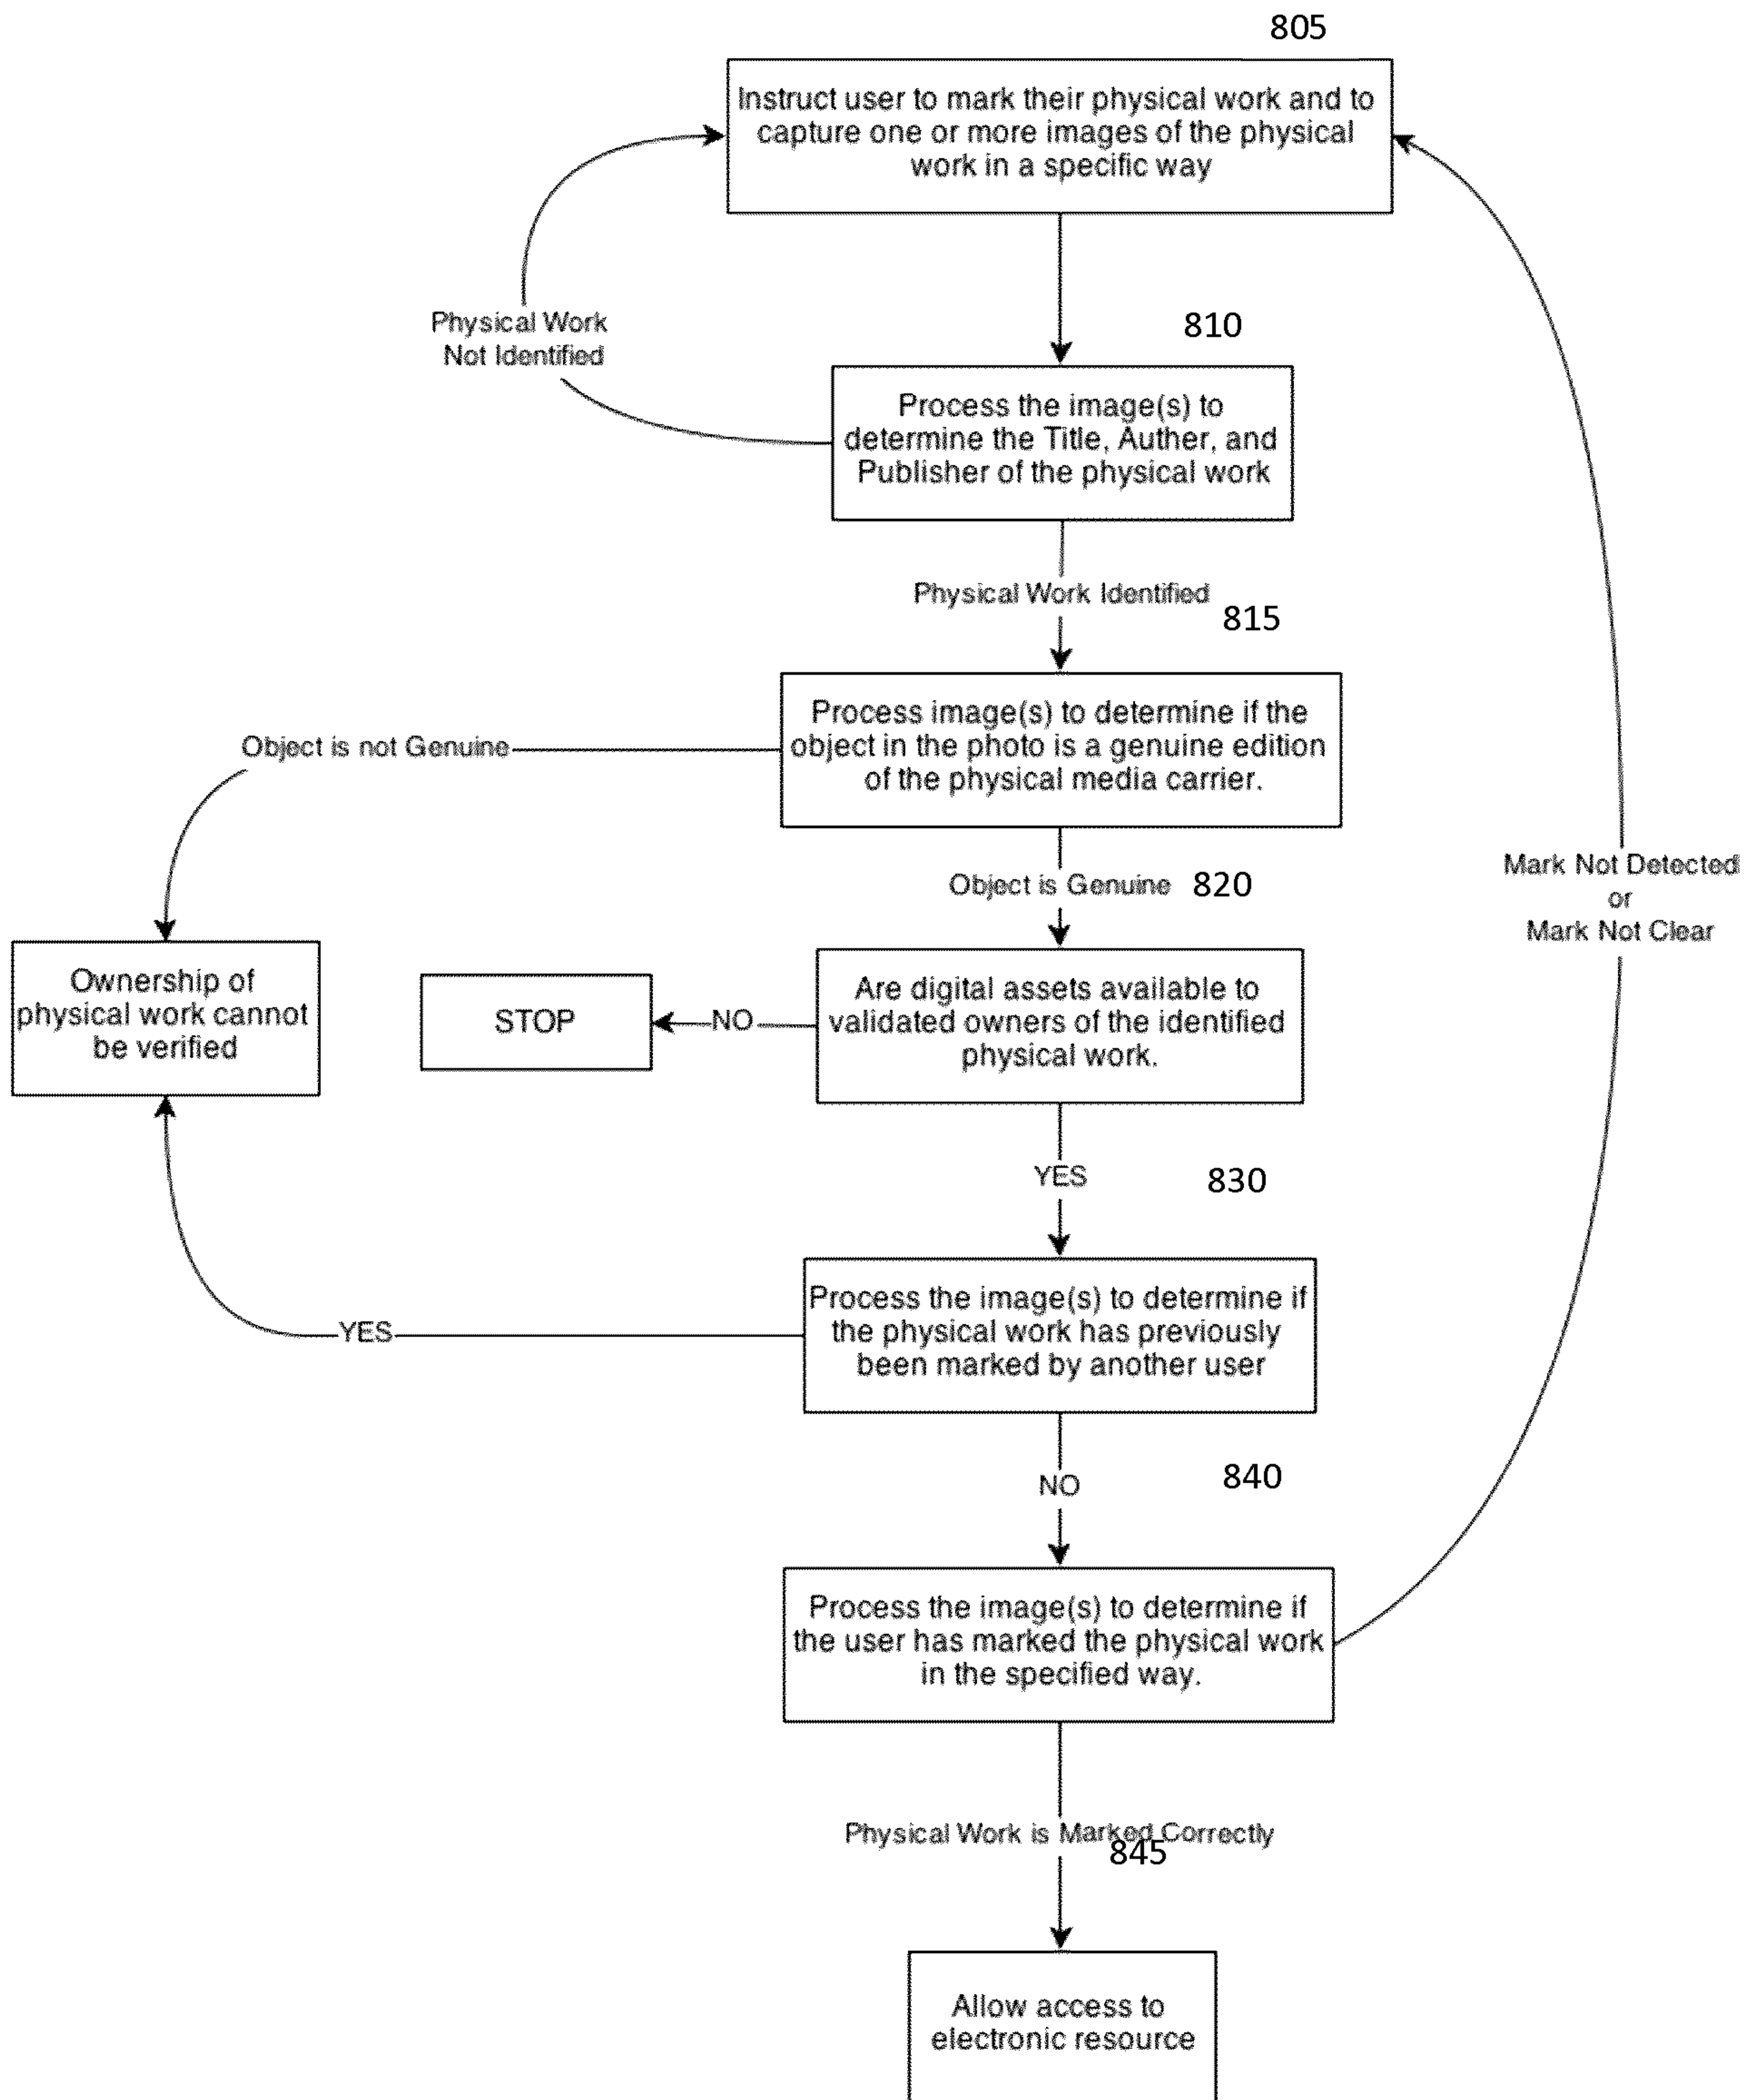 805
Instruct user to mark their physical work and to
capture one or more images of the physical
work in a specific way
Physical Work
Not Identified
810
Process the image(s) to
determine the Title, Auther, and
Publisher of the physical work
Physical Work Identified
815
Process image(s) to determine if the
object in the photo is a genuine edition
of the physical media carrier.
Object is not Genuine
Object is Genuine
820
Mark Not Detected
or
Mark Not Clear
Ownership of
physical work cannot
be verified
STOP
NO
Are digital assets available to
validated owners of the identified
physical work.
YES
830
Process the image(s) to determine if
the physical work has previously
been marked by another user
YES
NO
840
Process the image(s) to determine if
the user has marked the physical work
in the specified way.
Physical Work is Marked Correctly
845
Allow access to
electronic resource